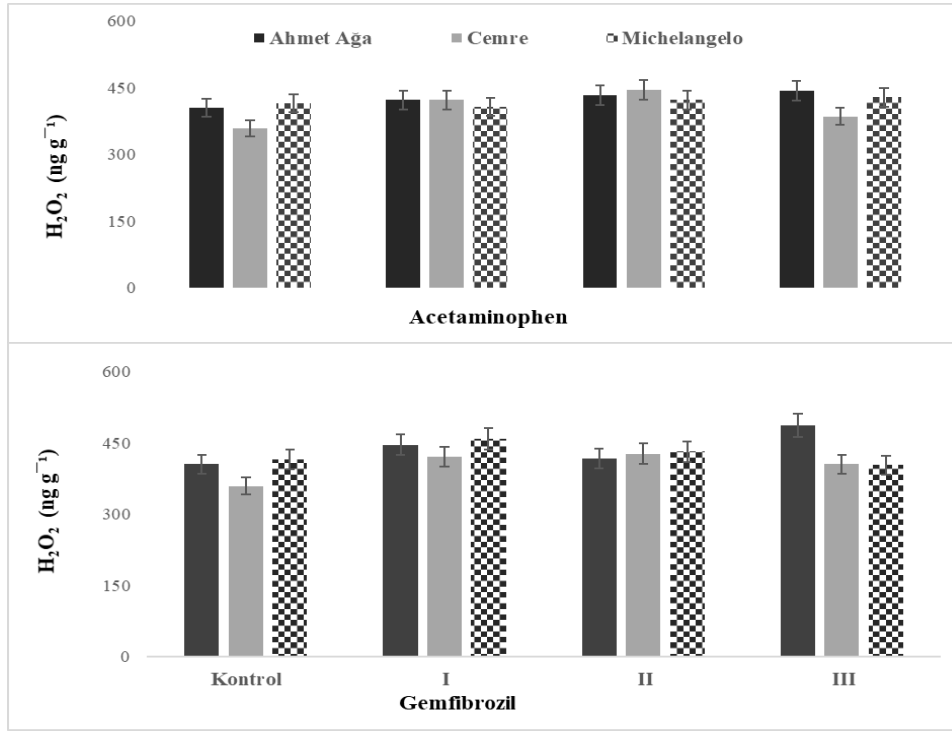 600
Ahmet Ağa
Cemre
Michelangelo
450
300
150
0
H₂O₂ (ng g⁻¹)
Acetaminophen
600
450
300
150
0
H₂O₂ (ng g⁻¹)
Kontrol
I
II
III
Gemfibrozil